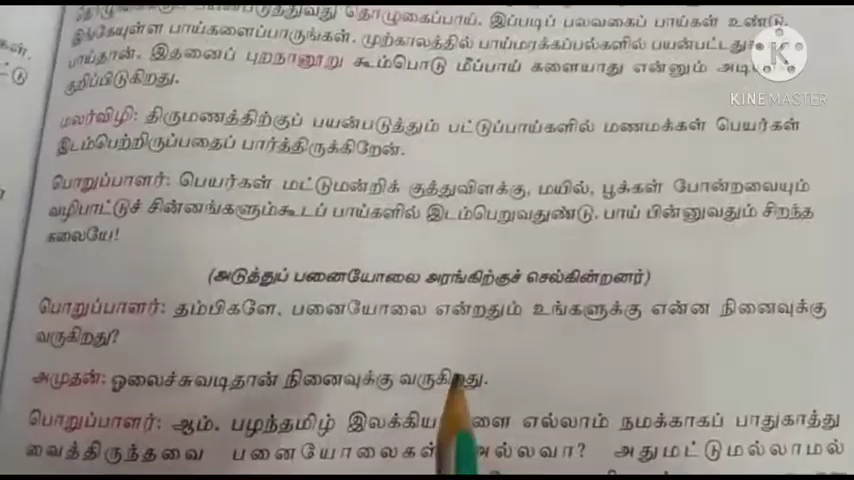 தொழுகைப்பாய். இப்படிப் பலவகைப் பாய்கள் உண்டு.
இங்கேயுள்ள பாய்களைப்பாருங்கள். முற்காலத்தில் பாய்மரக்கப்பல்களில் பயன்பட்டதும்
பாய்தான். இதனைப் புறநானூறு கூம்பொடு மீப்பாய் களையாது என்னும்
குறிப்பிடுகிறது.
மலர்விழி: திருமணத்திற்குப் பயன்படுத்தும் பட்டுப்பாய்களில் மணமக்கள் பெயர்கள்
இடம்பெற்றிருப்பதைப் பார்த்திருக்கிறேன்.
பொறுப்பாளர்: பெயர்கள் மட்டுமன்றிக் குத்துவிளக்கு, மயில், பூக்கள் போன்றவையும்
வழிபாட்டுச் சின்னங்களும்கூடப் பாய்களில் இடம்பெறுவதுண்டு. பாய் பின்னுவதும் சிறந்த
கலையே!
(அடுத்துப் பனையோலை அரங்கிற்குச் செல்கின்றனர்)
பொறுப்பாளர்: தம்பிகளே, பனையோலை என்றதும் உங்களுக்கு என்ன நினைவுக்கு
வருகிறது?
அமுதன்: ஓலைச்சுவடிதான் நினைவுக்கு வருகிறது.
பொறுப்பாளர்: ஆம். பழந்தமிழ் எல்லாம் நமக்காகப் பாதுகாத்து
வைத்திருந்தவை பனையோலைகள் அல்லவா? அதுமட்டுமல்லாமல்
K
KINEMASTER